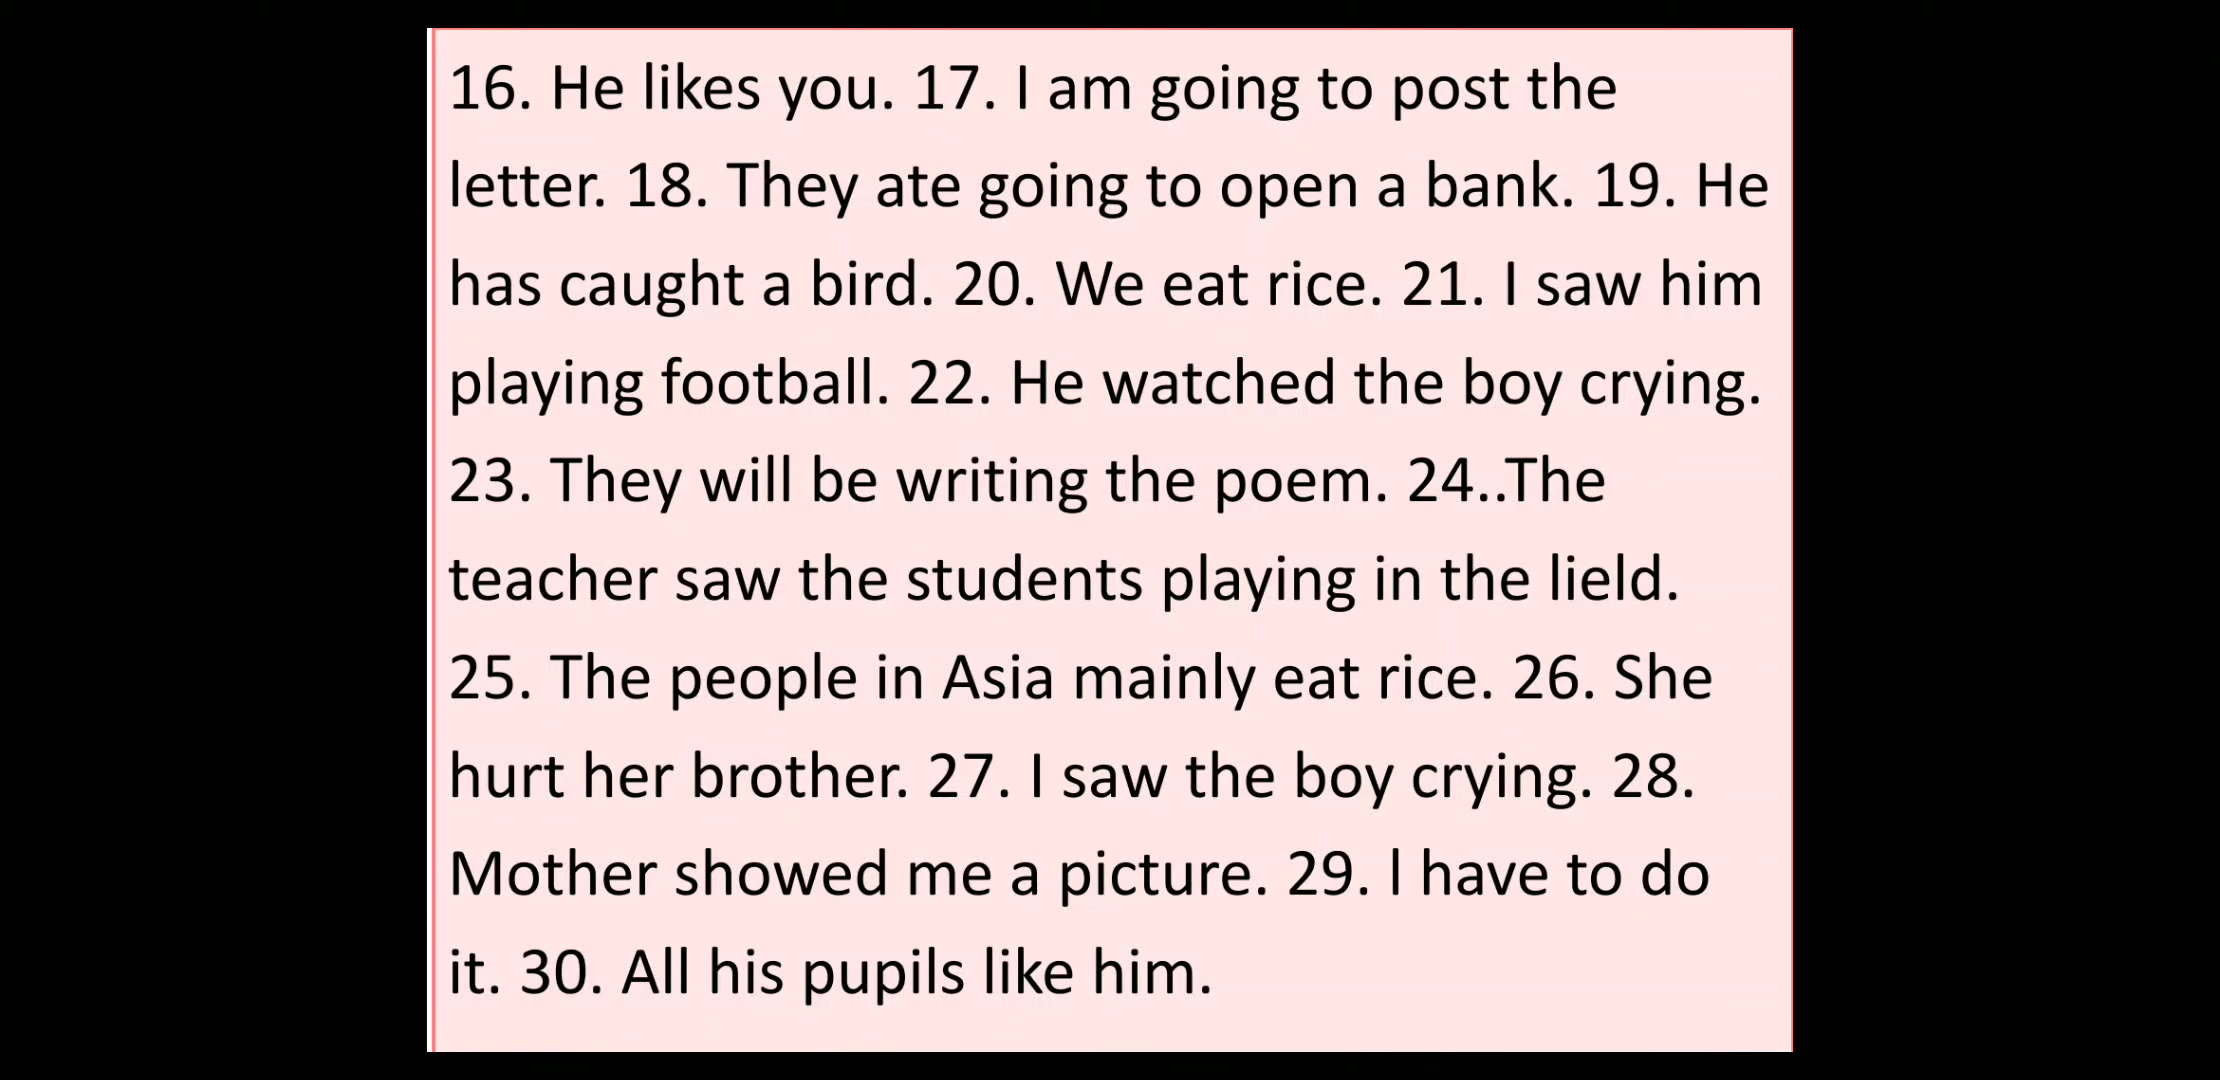 16. He likes you. 17. I am going to post the
letter. 18. They ate going to open a bank. 19. He
has caught a bird. 20. We eat rice. 21. I saw him
playing football. 22. He watched the boy crying.
23. They will be writing the poem. 24..The
teacher saw the students playing in the lield.
25. The people in Asia mainly eat rice. 26. She
hurt her brother. 27. I saw the boy crying. 28.
Mother showed me a picture. 29. l have to do
it. 30. All his pupils like him.